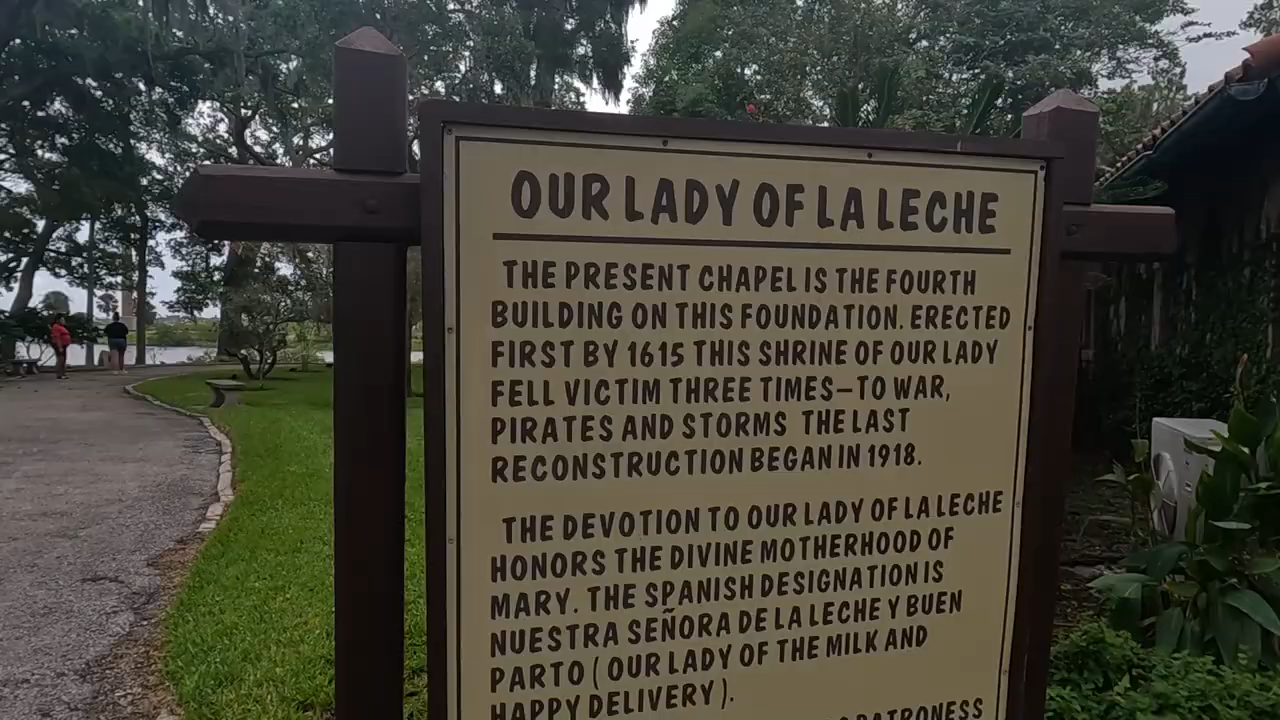 OUR LADY OF LA LECHE
THE PRESENT CHAPEL IS THE FOURTH
BUILDING ON THIS FOUNDATION. ERECTED
FIRST BY 1615 THIS SHRINE OF OUR LADY
FELL VICTIM THREE TIMES–TO WAR,
PIRATES AND STORMS THE LAST
RECONSTRUCTION BEGAN IN 1918.
THE DEVOTION TO OUR LADY OF LA LECHE
HONORS THE DIVINE MOTHERHOOD OF
MARY. THE SPANISH DESIGNATION IS
NUESTRA SEÑORA DE LA LECHE Y BUEN
PARTO ( OUR LADY OF THE MILK AND
HAPPY DELIVERY ).
PATRONESS